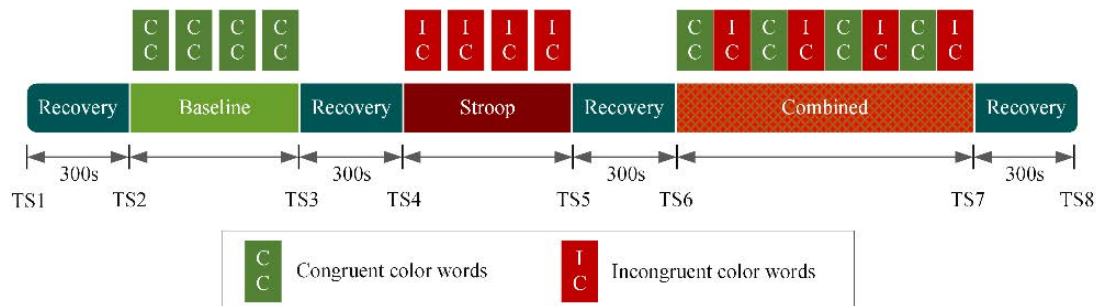 C C C C I I I I C I C I C I C I
C C C C C C C C C C C C C C C C
Recovery Baseline Recovery Stroop Recovery Combined Recovery
300s 300s 300s 300s
TS1 TS2 TS3 TS4 TS5 TS6 TS7 TS8
C I
C Congruent color words C Incongruent color words